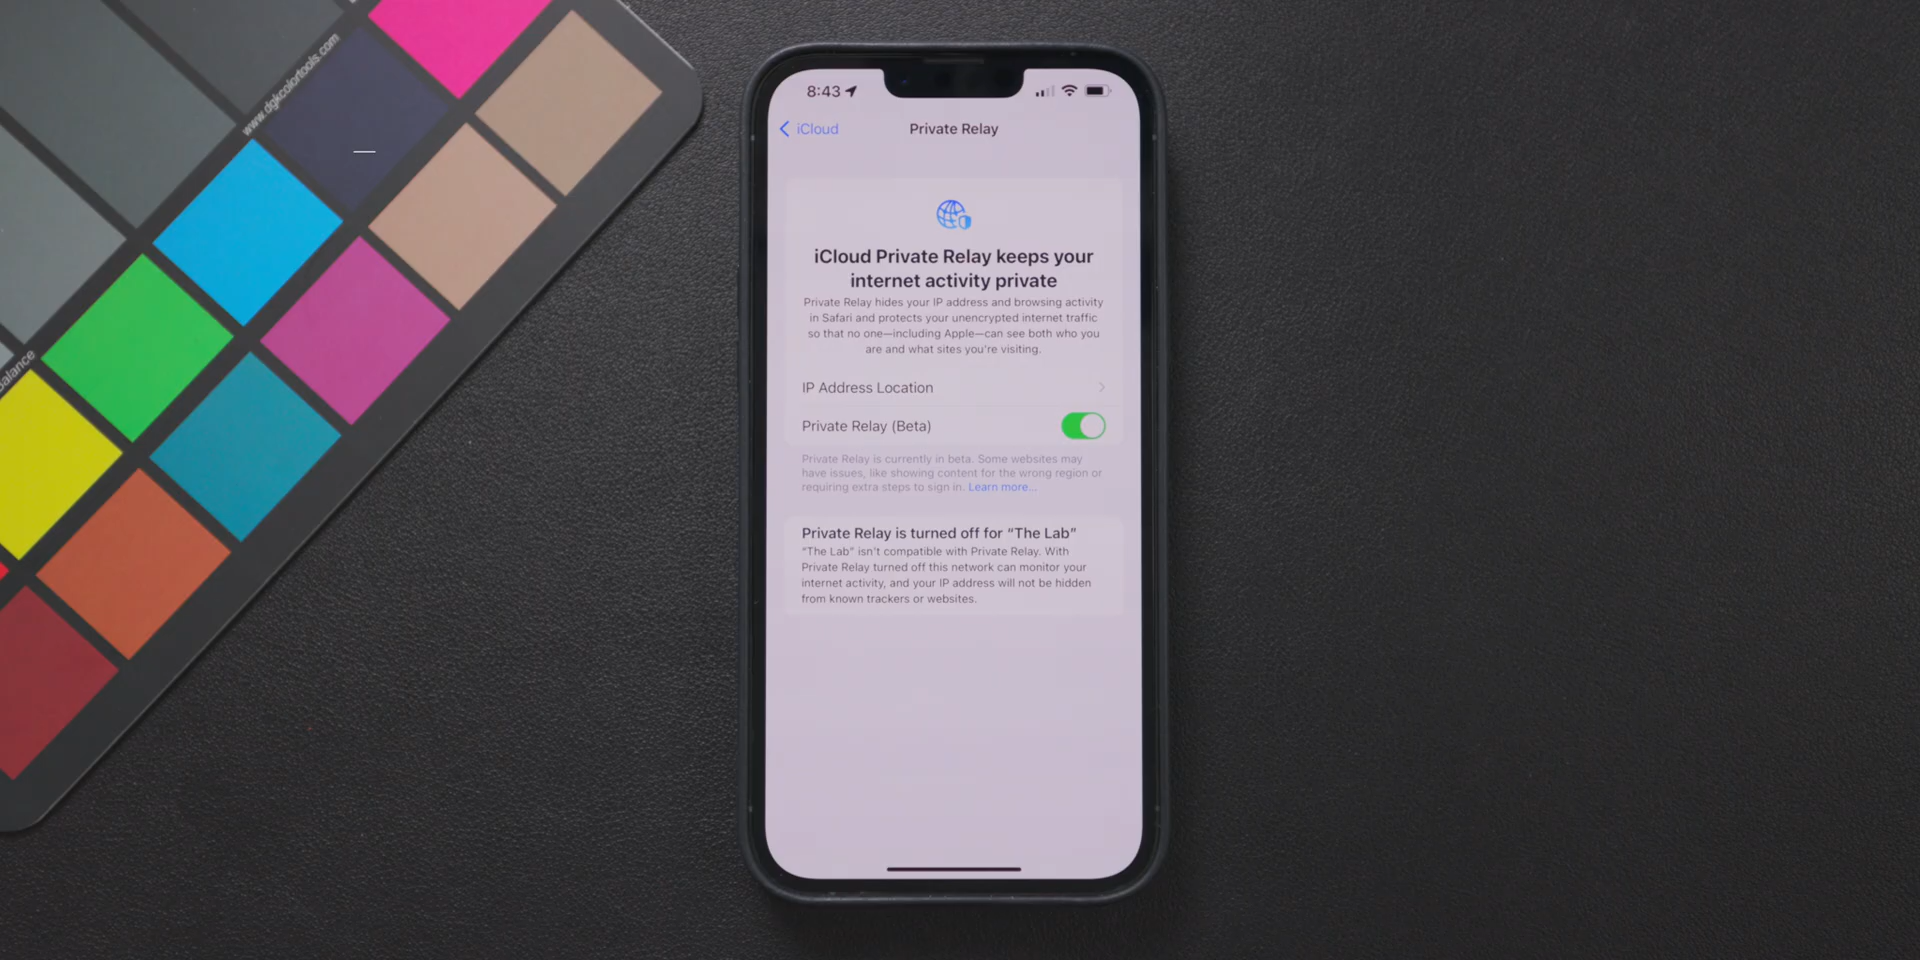 www.dgkcolortools.com
balance
8:43
iCloud
Private Relay
iCloud Private Relay keeps your
internet activity private
Private Relay hides your IP address and browsing activity
in Safari and protects your unencrypted internet traffic
so that no one—including Apple—can see both who you
are and what sites you're visiting.
IP Address Location
Private Relay (Beta)
Private Relay is currently in beta. Some websites may
have issues, like showing content for the wrong region or
requiring extra steps to sign in. Learn more...
Private Relay is turned off for “The Lab”
“The Lab” isn't compatible with Private Relay. With
Private Relay turned off this network can monitor your
internet activity, and your IP address will not be hidden
from known trackers or websites.